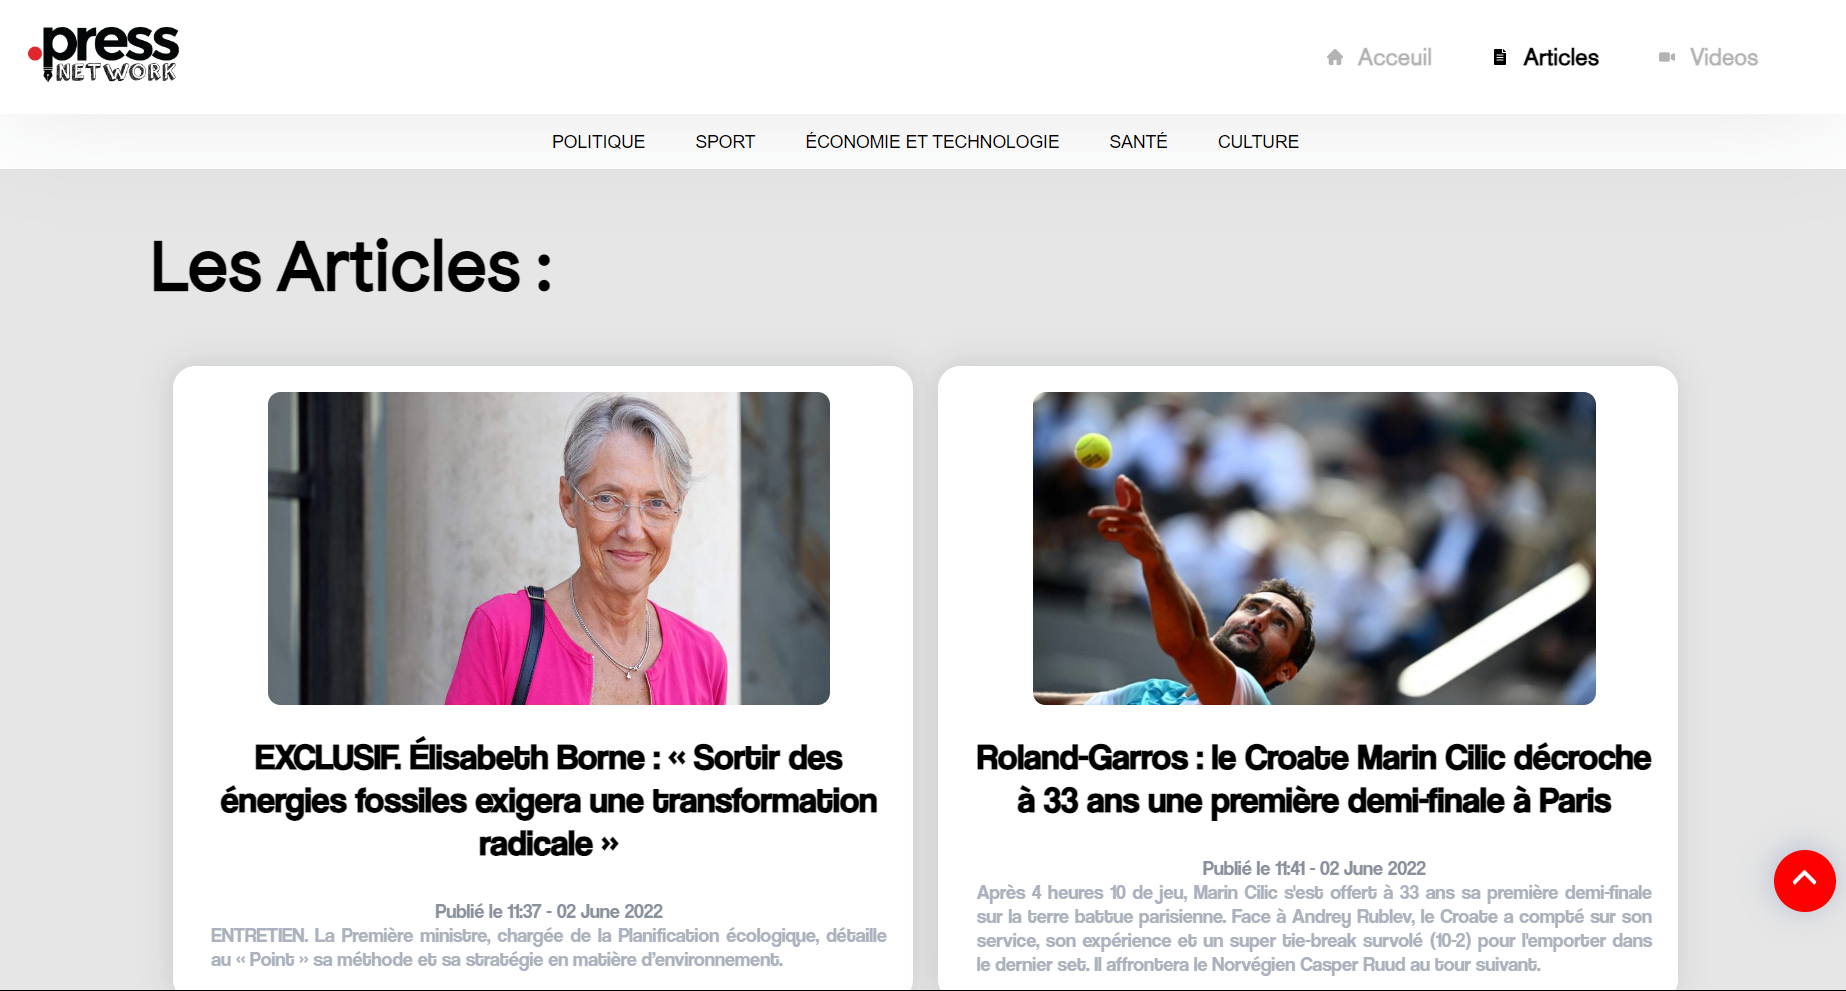 .press
NETWORK
Acceuil
Articles
Videos
POLITIQUE
SPORT
ÉCONOMIE ET TECHNOLOGIE
SANTÉ
CULTURE
Les Articles :
EXCLUSIF. Élisabeth Borne : « Sortir des
énergies fossiles exigera une transformation
radicale »
Publié le 11:37 - 02 June 2022
ENTRETIEN. La Première ministre, chargée de la Planification écologique, détaille
au « Point » sa méthode et sa stratégie en matière d'environnement.
Roland-Garros : le Croate Marin Cilic décroche
à 33 ans une première demi-finale à Paris
Publié le 11:41 - 02 June 2022
Après 4 heures 10 de jeu, Marin Cilic s'est offert à 33 ans sa première demi-finale
sur la terre battue parisienne. Face à Andrey Rublev, le Croate a compté sur son
service, son expérience et un super tie-break survolé (10-2) pour l'emporter dans
le dernier set. Il affrontera le Norvégien Casper Ruud au tour suivant.